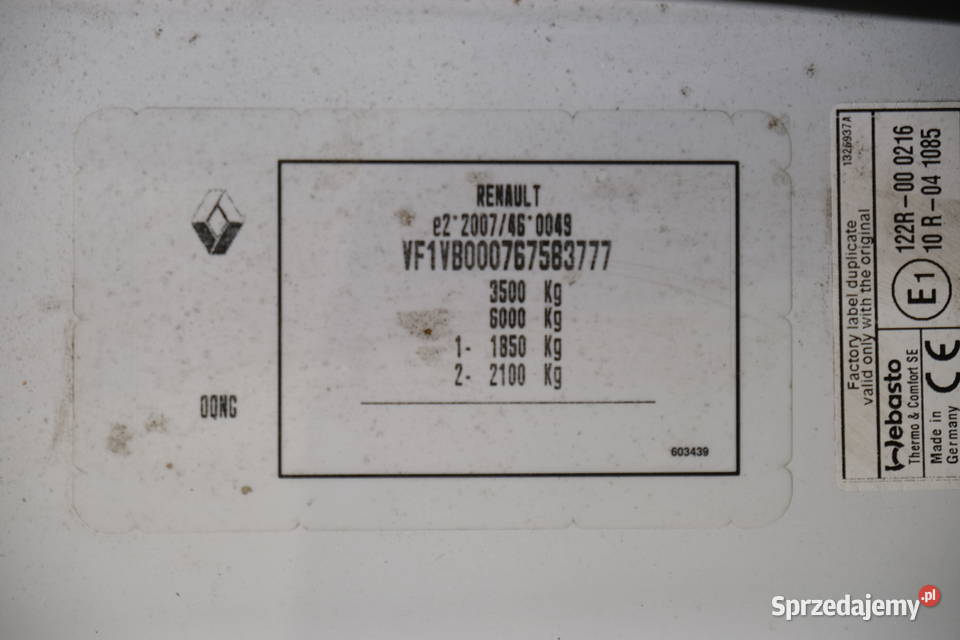 RENAULT
e2*2007/46*0049
VF1VB000767583777
3500 Kg
6000 Kg
1- 1850 Kg
2- 2100 Kg
OQNG
603439
1326937A
Factory label duplicate
valid only with the original
E1
122R-00 0216
10 R-04 1085
Webasto
Thermo & Comfort SE
Made in
Germany
CE
Sprzedajemy.pl